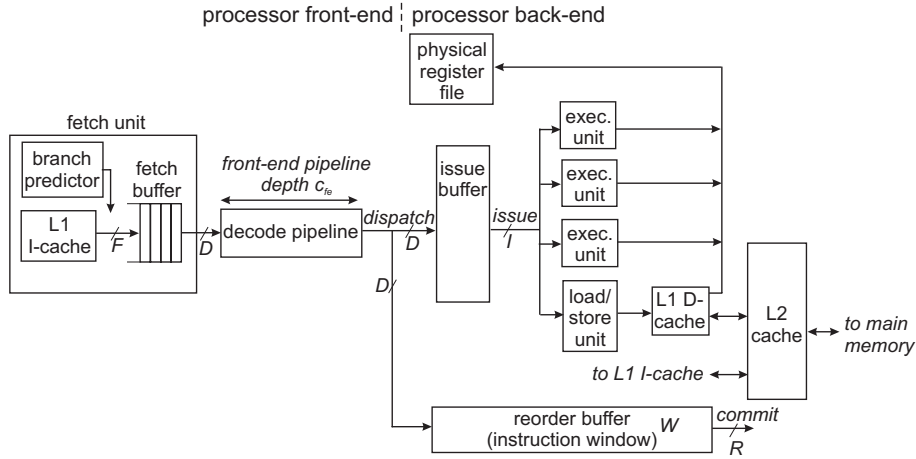 processor front-end
processor back-end
physical
register
file
fetch unit
branch
predictor
fetch
buffer
L1
I-cache
F
D
front-end pipeline
depth c_fe
decode pipeline
dispatch
D
D
issue
buffer
issue
I
exec.
unit
exec.
unit
exec.
unit
load/
store
unit
L1 D-
cache
L2
cache
to main
memory
to L1 I-cache
reorder buffer
(instruction window)
W
commit
R